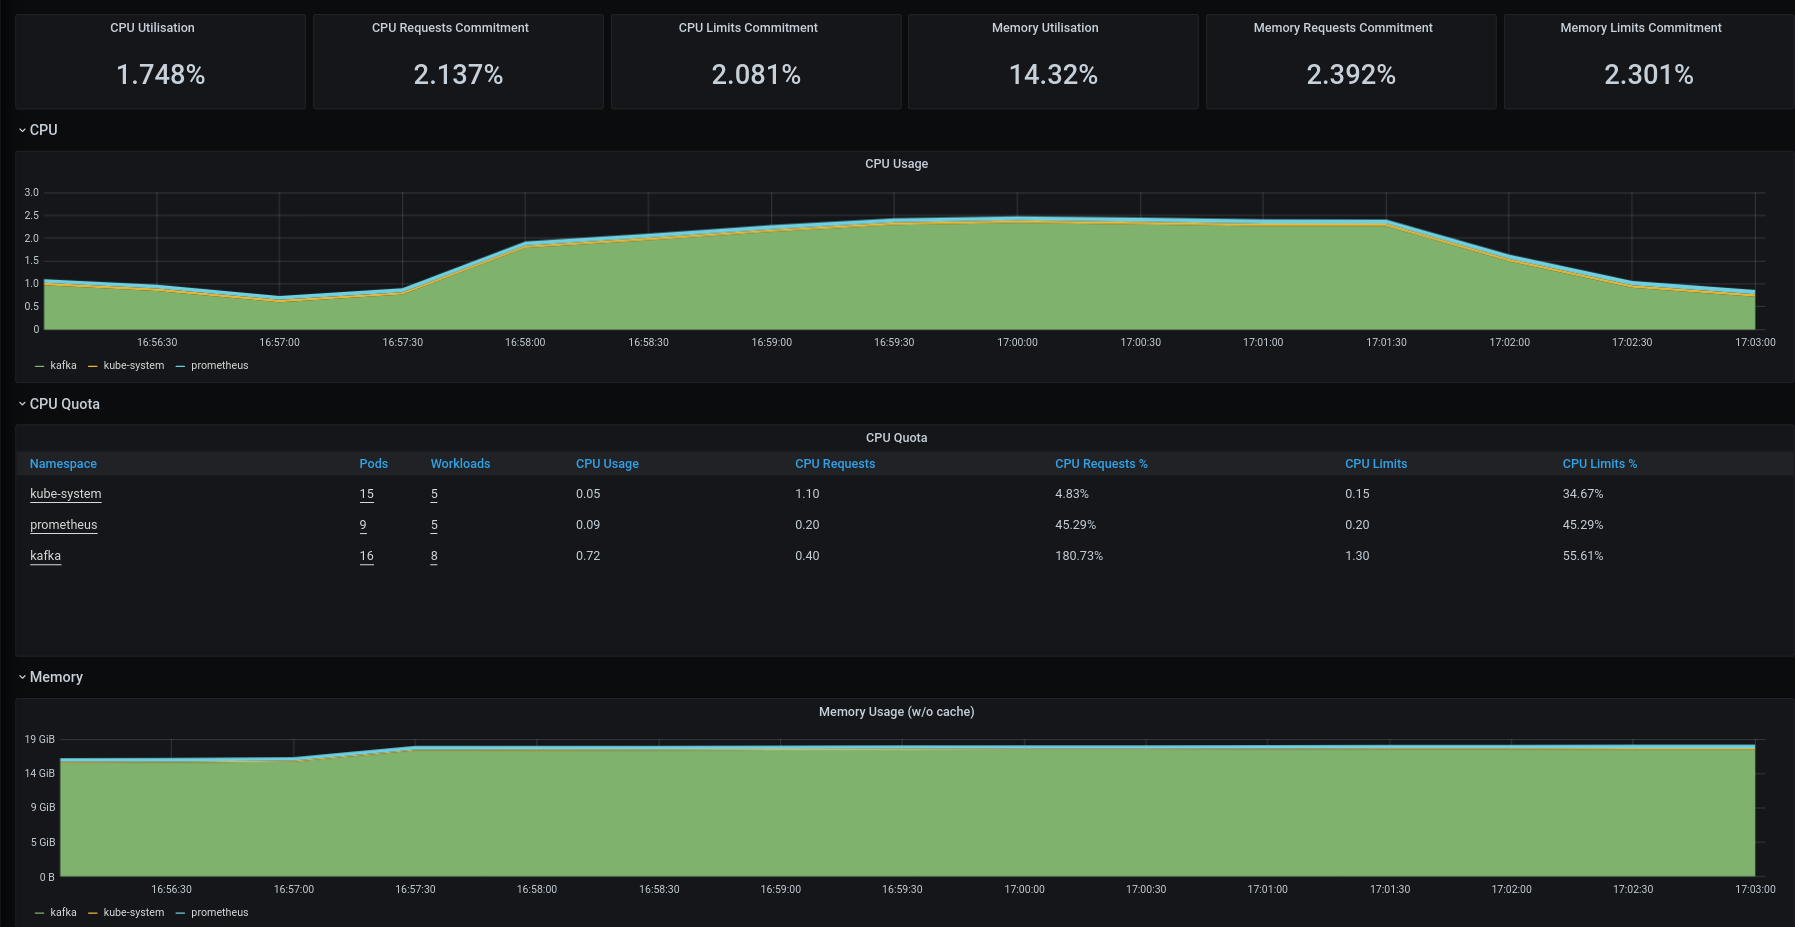 CPU Utilisation CPU Requests Commitment CPU Limits Commitment Memory Utilisation Memory Requests Commitment Memory Limits Commitment
1.748% 2.137% 2.081% 14.32% 2.392% 2.301%
CPU
CPU Usage
3.0
2.5
2.0
1.5
1.0
0.5
0
16:56:30 16:57:00 16:57:30 16:58:00 16:58:30 16:59:00 16:59:30 17:00:00 17:00:30 17:01:00 17:01:30 17:02:00 17:02:30 17:03:00
kafka kube-system prometheus
CPU Quota
CPU Quota
Namespace Pods Workloads CPU Usage CPU Requests CPU Requests % CPU Limits CPU Limits %
kube-system 15 5 0.05 1.10 4.83% 0.15 34.67%
prometheus 9 5 0.09 0.20 45.29% 0.20 45.29%
kafka 16 8 0.72 0.40 180.73% 1.30 55.61%
Memory
Memory Usage (w/o cache)
19 GiB
14 GiB
9 GiB
5 GiB
0 B
16:56:30 16:57:00 16:57:30 16:58:00 16:58:30 16:59:00 16:59:30 17:00:00 17:00:30 17:01:00 17:01:30 17:02:00 17:02:30 17:03:00
kafka kube-system prometheus